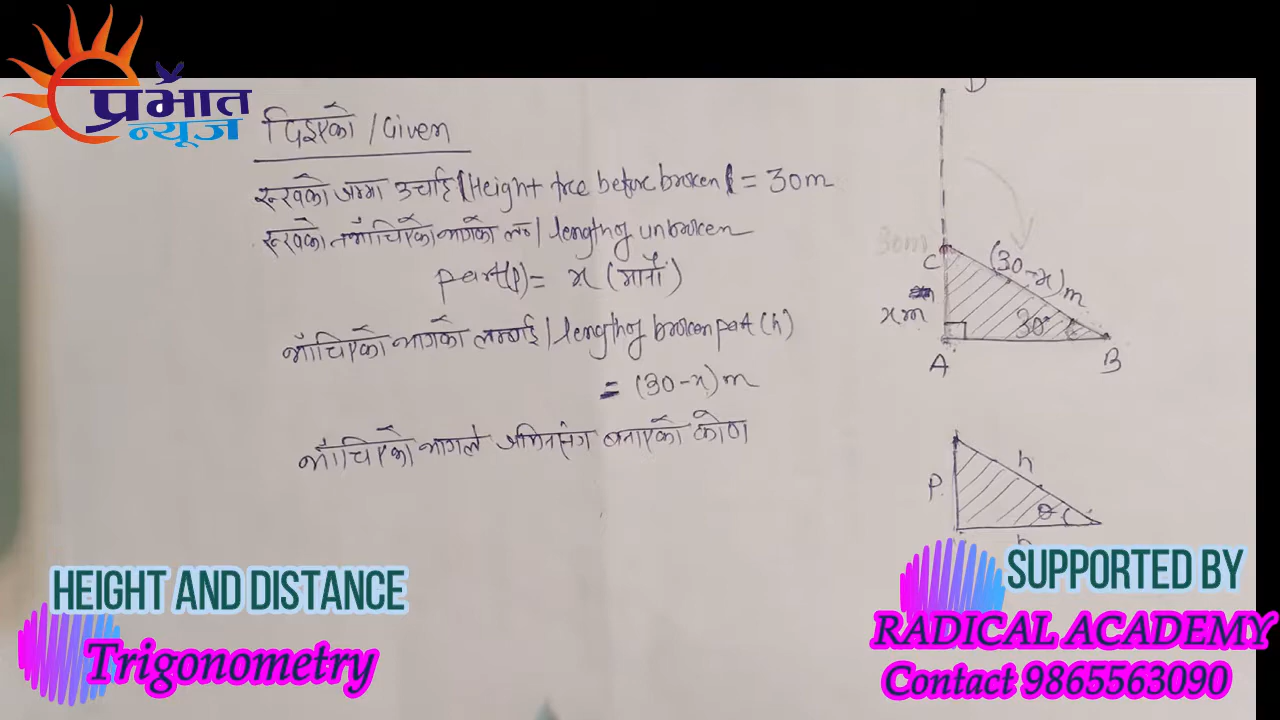 प्रभात
न्यूज
दिइएको / Given
रूखको जम्मा उचाई / Height tree before broken = 30m
रूखको नभाँचिएको भागको ल० / length of unbroken
part(p) = x (मानौं)
भाँचिएको भागको लम्बाई / length of broken part (h)
= (30-x)m
भाँचिएको भागले जमिनसंग बनाएको कोण
D
30m
C
(30-x)m
xm
30°
A
B
h
P
θ
b
HEIGHT AND DISTANCE
Trigonometry
SUPPORTED BY
RADICAL ACADEMY
Contact 9865563090